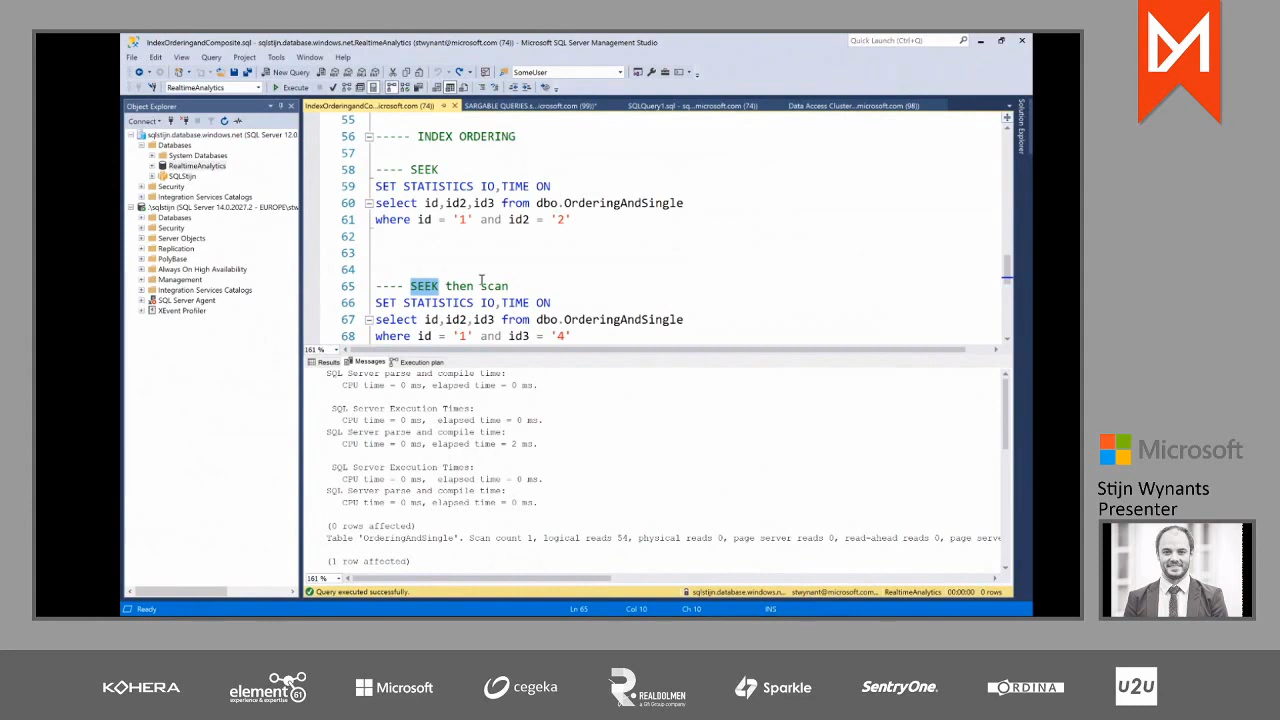 IndexOrderingandComposite.sql - sqlstijn.database.windows.net.RealtimeAnalytics (stwynant@microsoft.com (74)) - Microsoft SQL Server Management Studio
Quick Launch (Ctrl+Q)
File Edit View Query Project Tools Window Help
New Query
SomeUser
RealtimeAnalytics
Execute
Object Explorer
Connect
sqlstijn.database.windows.net (SQL Server 12.0
Databases
System Databases
RealtimeAnalytics
SQLStijn
Security
Integration Services Catalogs
.\sqlstijn (SQL Server 14.0.2027.2 - EUROPE\stw
Databases
Security
Server Objects
Replication
PolyBase
Always On High Availability
Management
Integration Services Catalogs
SQL Server Agent
XEvent Profiler
IndexOrderingandCo...icrosoft.com (74))
SARGABLE QUERIES.s...icrosoft.com (99))*
SQLQuery1.sql - sq...microsoft.com (74))
Data Access Cluster...microsoft.com (98))
Solution Explorer
55
56 ----- INDEX ORDERING
57
58 ---- SEEK
59 SET STATISTICS IO,TIME ON
60 select id,id2,id3 from dbo.OrderingAndSingle
61 where id = '1' and id2 = '2'
62
63
64
65 ---- SEEK then scan
66 SET STATISTICS IO,TIME ON
67 select id,id2,id3 from dbo.OrderingAndSingle
68 where id = '1' and id3 = '4'
161 %
Results Messages Execution plan
SQL Server parse and compile time:
CPU time = 0 ms, elapsed time = 0 ms.
SQL Server Execution Times:
CPU time = 0 ms,  elapsed time = 0 ms.
SQL Server parse and compile time:
CPU time = 0 ms, elapsed time = 2 ms.
SQL Server Execution Times:
CPU time = 0 ms,  elapsed time = 0 ms.
SQL Server parse and compile time:
CPU time = 0 ms, elapsed time = 0 ms.
(0 rows affected)
Table 'OrderingAndSingle'. Scan count 1, logical reads 54, physical reads 0, page server reads 0, read-ahead reads 0, page serve
(1 row affected)
161 %
Query executed successfully.
sqlstijn.database.windows.n... stwynant@microsoft.com... RealtimeAnalytics 00:00:00 0 rows
Ready
Ln 65 Col 10 Ch 10 INS
Microsoft
Stijn Wynants
Presenter
KOHERA
element 61
experience & expertise
Microsoft
cegeka
REALDOLMEN
Sparkle
SentryOne.
ORDINA
U2U